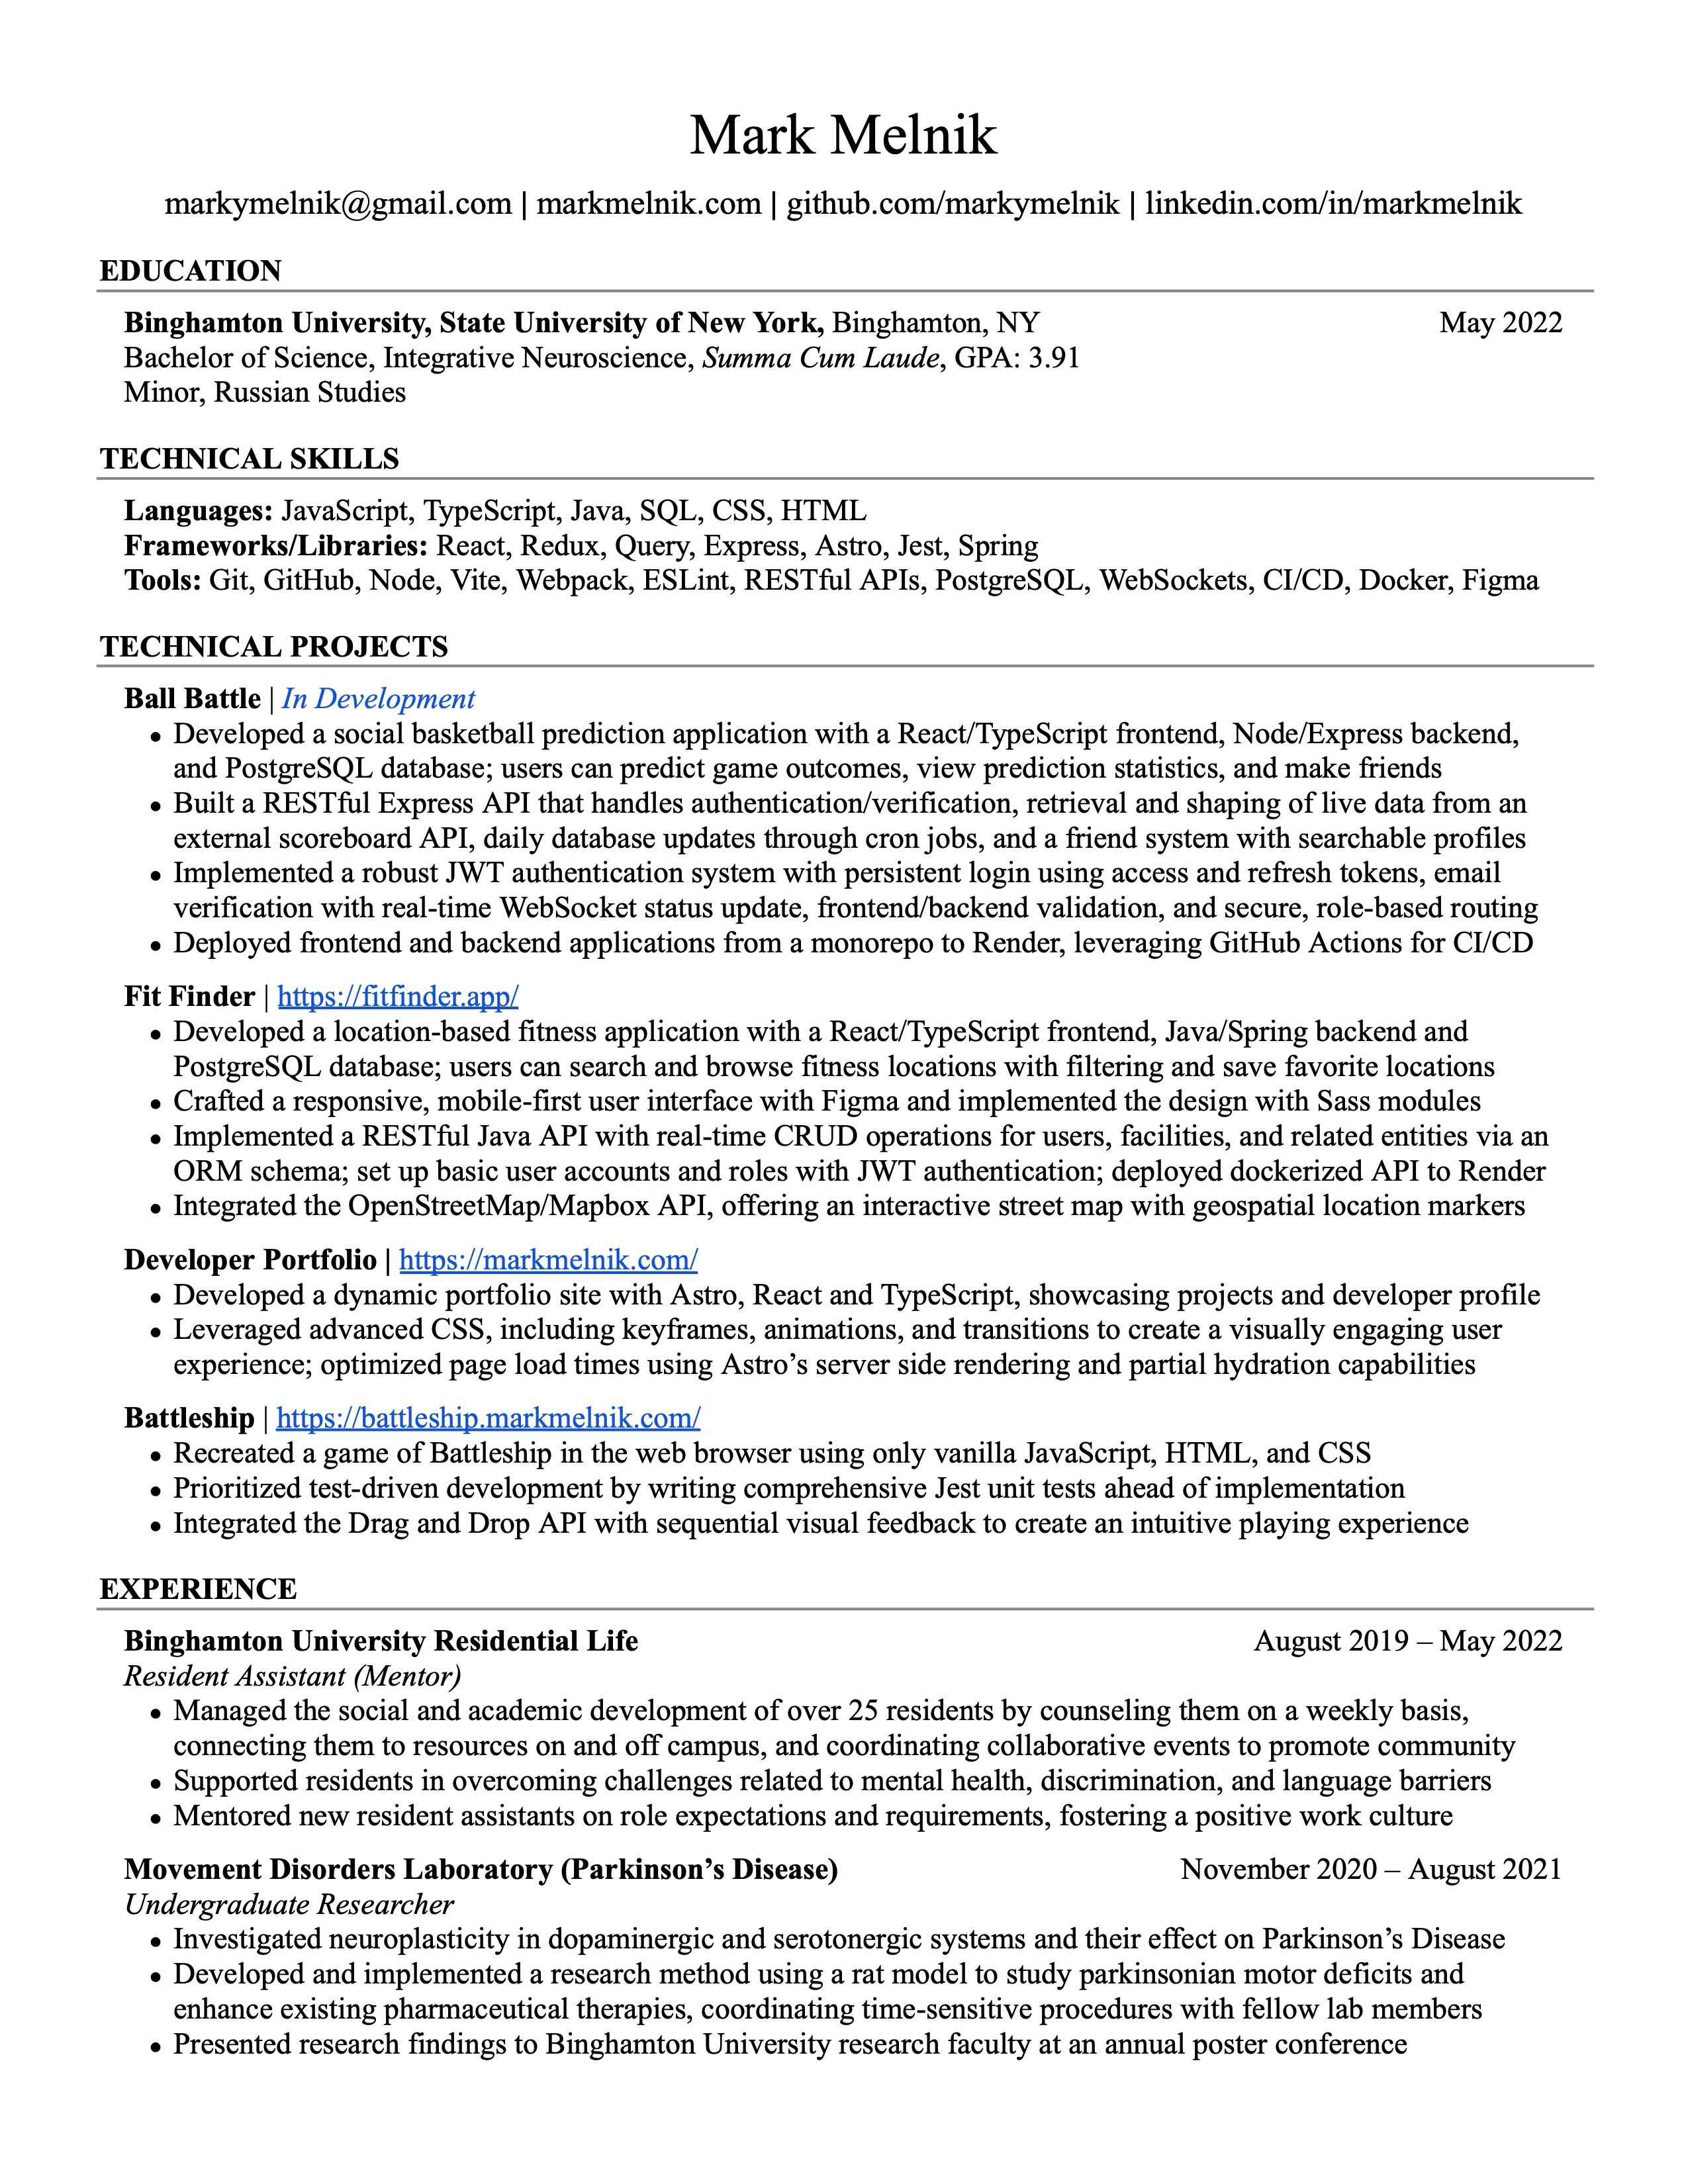 Mark Melnik
markymelnik@gmail.com | markmelnik.com | github.com/markymelnik | linkedin.com/in/markmelnik
EDUCATION
Binghamton University, State University of New York, Binghamton, NY May 2022
Bachelor of Science, Integrative Neuroscience, Summa Cum Laude, GPA: 3.91
Minor, Russian Studies
TECHNICAL SKILLS
Languages: JavaScript, TypeScript, Java, SQL, CSS, HTML
Frameworks/Libraries: React, Redux, Query, Express, Astro, Jest, Spring
Tools: Git, GitHub, Node, Vite, Webpack, ESLint, RESTful APIs, PostgreSQL, WebSockets, CI/CD, Docker, Figma
TECHNICAL PROJECTS
Ball Battle | In Development
• Developed a social basketball prediction application with a React/TypeScript frontend, Node/Express backend,
and PostgreSQL database; users can predict game outcomes, view prediction statistics, and make friends
• Built a RESTful Express API that handles authentication/verification, retrieval and shaping of live data from an
external scoreboard API, daily database updates through cron jobs, and a friend system with searchable profiles
• Implemented a robust JWT authentication system with persistent login using access and refresh tokens, email
verification with real-time WebSocket status update, frontend/backend validation, and secure, role-based routing
• Deployed frontend and backend applications from a monorepo to Render, leveraging GitHub Actions for CI/CD
Fit Finder | https://fitfinder.app/
• Developed a location-based fitness application with a React/TypeScript frontend, Java/Spring backend and
PostgreSQL database; users can search and browse fitness locations with filtering and save favorite locations
• Crafted a responsive, mobile-first user interface with Figma and implemented the design with Sass modules
• Implemented a RESTful Java API with real-time CRUD operations for users, facilities, and related entities via an
ORM schema; set up basic user accounts and roles with JWT authentication; deployed dockerized API to Render
• Integrated the OpenStreetMap/Mapbox API, offering an interactive street map with geospatial location markers
Developer Portfolio | https://markmelnik.com/
• Developed a dynamic portfolio site with Astro, React and TypeScript, showcasing projects and developer profile
• Leveraged advanced CSS, including keyframes, animations, and transitions to create a visually engaging user
experience; optimized page load times using Astro’s server side rendering and partial hydration capabilities
Battleship | https://battleship.markmelnik.com/
• Recreated a game of Battleship in the web browser using only vanilla JavaScript, HTML, and CSS
• Prioritized test-driven development by writing comprehensive Jest unit tests ahead of implementation
• Integrated the Drag and Drop API with sequential visual feedback to create an intuitive playing experience
EXPERIENCE
Binghamton University Residential Life August 2019 – May 2022
Resident Assistant (Mentor)
• Managed the social and academic development of over 25 residents by counseling them on a weekly basis,
connecting them to resources on and off campus, and coordinating collaborative events to promote community
• Supported residents in overcoming challenges related to mental health, discrimination, and language barriers
• Mentored new resident assistants on role expectations and requirements, fostering a positive work culture
Movement Disorders Laboratory (Parkinson’s Disease) November 2020 – August 2021
Undergraduate Researcher
• Investigated neuroplasticity in dopaminergic and serotonergic systems and their effect on Parkinson’s Disease
• Developed and implemented a research method using a rat model to study parkinsonian motor deficits and
enhance existing pharmaceutical therapies, coordinating time-sensitive procedures with fellow lab members
• Presented research findings to Binghamton University research faculty at an annual poster conference